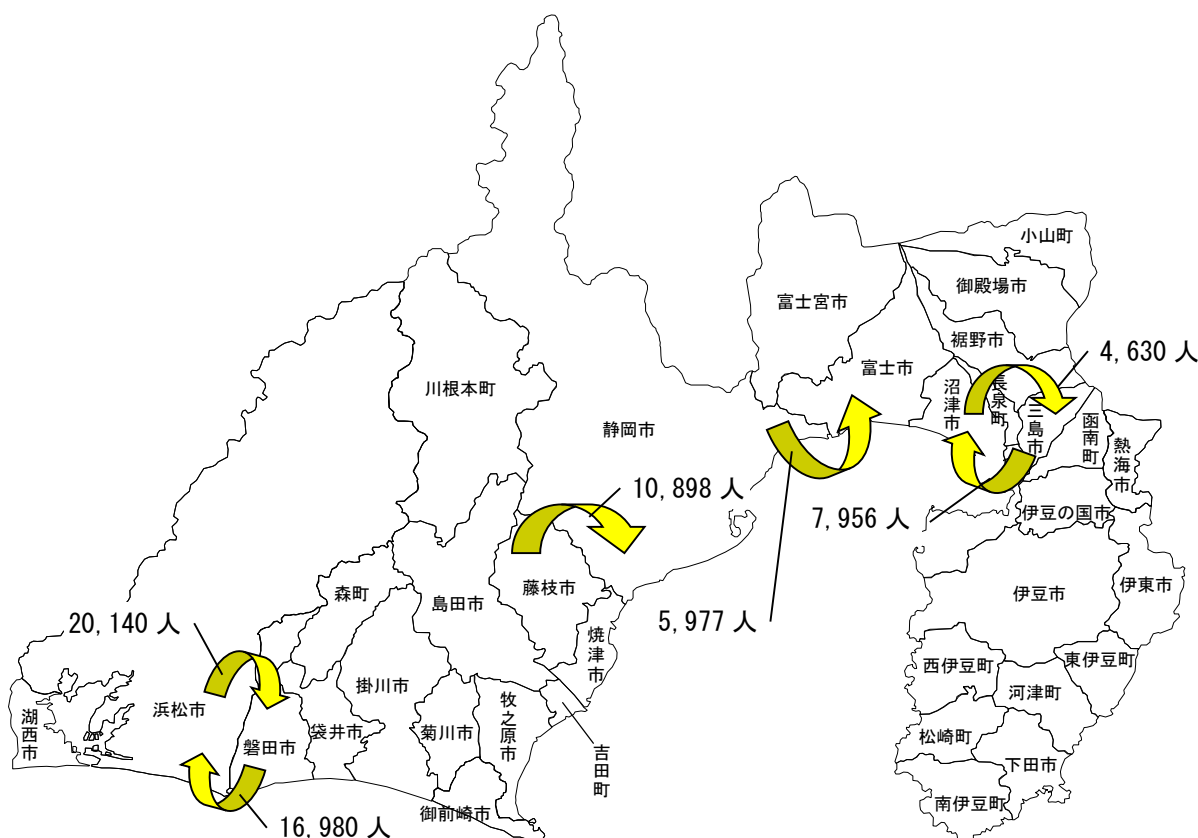 小山町
御殿場市
富士宮市
裾野市
4,630 人
富士市
沼津市
長泉町
三島市
函南町
熱海市
川根本町
静岡市
10,898 人
7,956 人
伊豆の国市
藤枝市
森町
島田市
伊豆市
伊東市
20,140 人
5,977 人
焼津市
西伊豆町
東伊豆町
掛川市
河津町
湖西市
浜松市
牧之原市
袋井市
菊川市
磐田市
松崎町
吉田町
下田市
南伊豆町
御前崎市
16,980 人